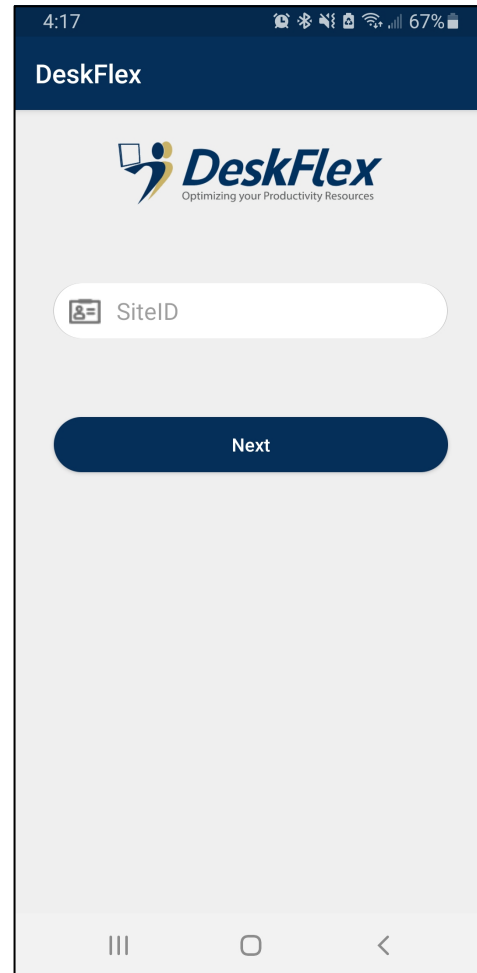 4:17 67%
DeskFlex
DeskFlex
Optimizing your Productivity Resources
SiteID
Next